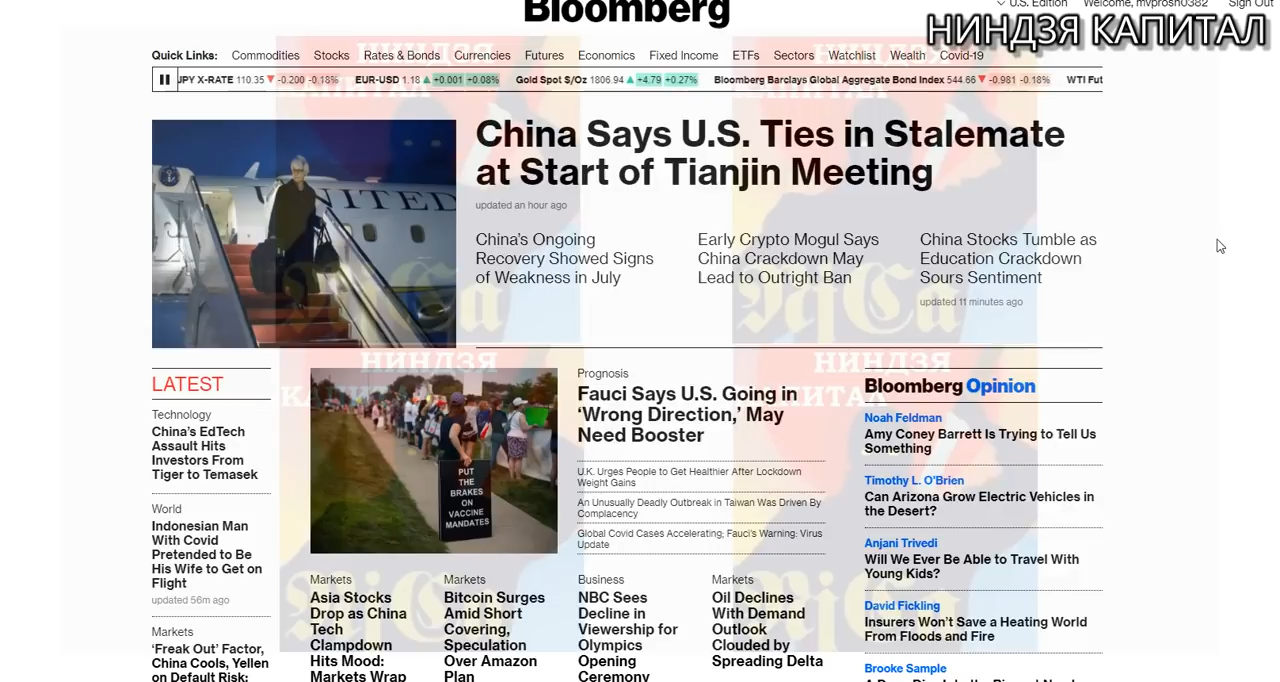 Bloomberg
U.S. Edition Welcome, mvprosh0382 Sign Out
НИНДЗЯ КАПИТАЛ
Quick Links: Commodities Stocks Rates & Bonds Currencies Futures Economics Fixed Income ETFs Sectors Watchlist Wealth Covid-19
JPY X-RATE 110.35 ▼ -0.200 -0.18% EUR-USD 1.18 ▲ +0.001 +0.08% Gold Spot $/Oz 1806.94 ▲ +4.79 +0.27% Bloomberg Barclays Global Aggregate Bond Index 544.66 ▼ -0.981 -0.18% WTI Fut
UNITED
China Says U.S. Ties in Stalemate
at Start of Tianjin Meeting
updated an hour ago
China's Ongoing
Recovery Showed Signs
of Weakness in July
Early Crypto Mogul Says
China Crackdown May
Lead to Outright Ban
China Stocks Tumble as
Education Crackdown
Sours Sentiment
updated 11 minutes ago
НИНДЗЯ
КАПИТАЛ
НИНДЗЯ
КАПИТАЛ
НИНДЗЯ
НИНДЗЯ
LATEST
Technology
China's EdTech
Assault Hits
Investors From
Tiger to Temasek
World
Indonesian Man
With Covid
Pretended to Be
His Wife to Get on
Flight
updated 56m ago
Markets
'Freak Out' Factor,
China Cools, Yellen
on Default Risk:
PUT
THE
BRAKES
ON
VACCINE
MANDATES
Prognosis
Fauci Says U.S. Going in
'Wrong Direction,' May
Need Booster
U.K. Urges People to Get Healthier After Lockdown
Weight Gains
An Unusually Deadly Outbreak in Taiwan Was Driven By
Complacency
Global Covid Cases Accelerating; Fauci's Warning: Virus
Update
Markets
Asia Stocks
Drop as China
Tech
Clampdown
Hits Mood:
Markets Wrap
Markets
Bitcoin Surges
Amid Short
Covering,
Speculation
Over Amazon
Plan
Business
NBC Sees
Decline in
Viewership for
Olympics
Opening
Ceremony
Markets
Oil Declines
With Demand
Outlook
Clouded by
Spreading Delta
Bloomberg Opinion
Noah Feldman
Amy Coney Barrett Is Trying to Tell Us
Something
Timothy L. O'Brien
Can Arizona Grow Electric Vehicles in
the Desert?
Anjani Trivedi
Will We Ever Be Able to Travel With
Young Kids?
David Fickling
Insurers Won't Save a Heating World
From Floods and Fire
Brooke Sample